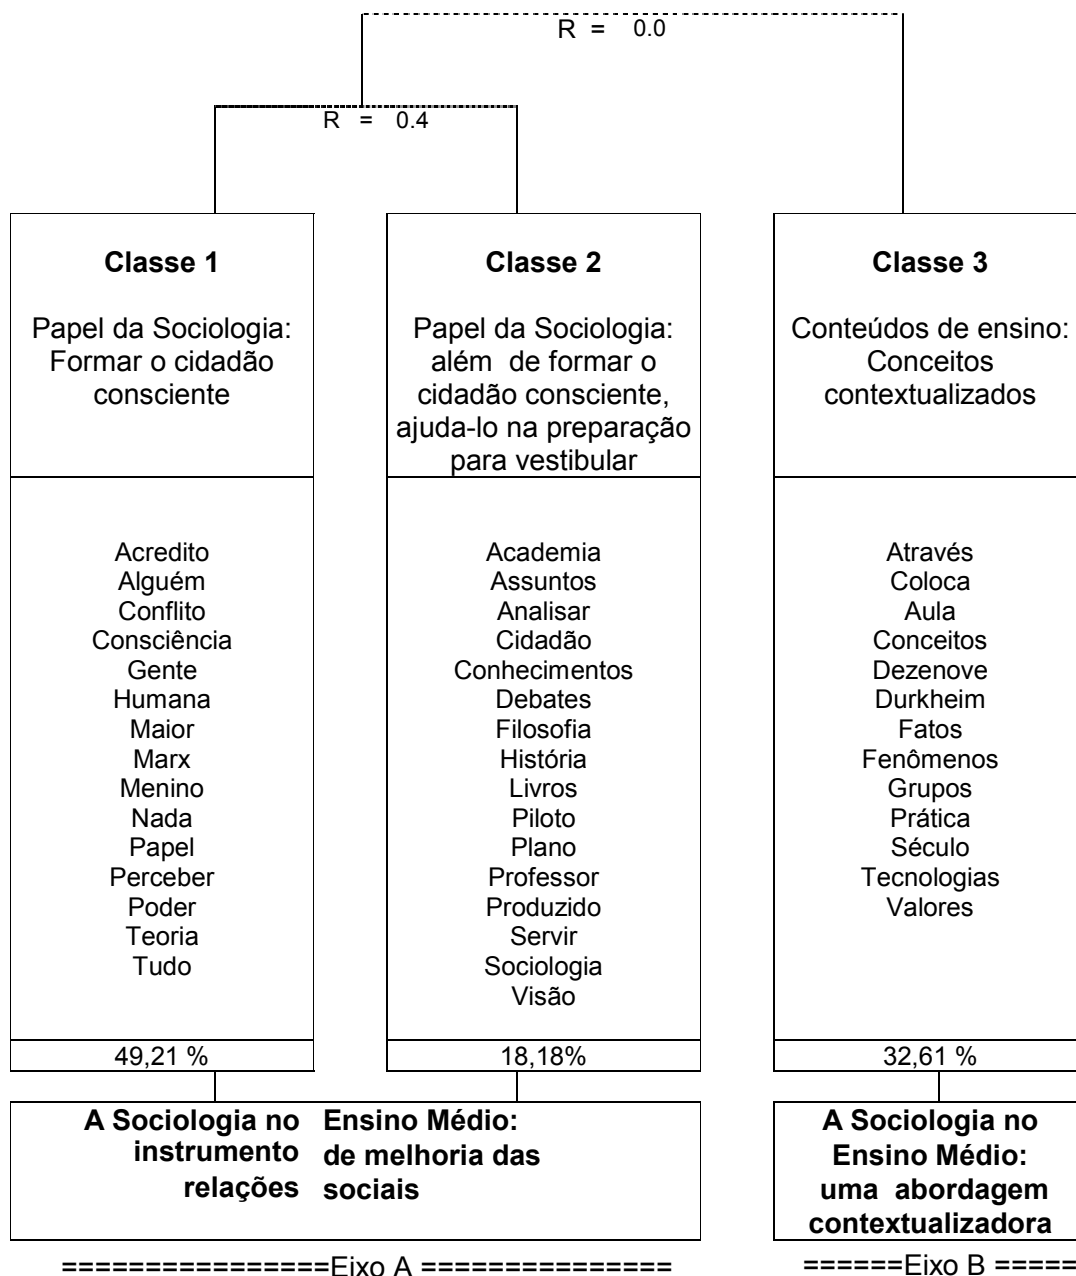 R = 0.0
R = 0.4
Classe 1
Papel da Sociologia:
Formar o cidadão
consciente
Acredito
Alguém
Conflito
Consciência
Gente
Humana
Maior
Marx
Menino
Nada
Papel
Perceber
Poder
Teoria
Tudo
49,21 %
Classe 2
Papel da Sociologia:
além de formar o
cidadão consciente,
ajuda-lo na preparação
para vestibular
Academia
Assuntos
Analisar
Cidadão
Conhecimentos
Debates
Filosofia
História
Livros
Piloto
Plano
Professor
Produzido
Servir
Sociologia
Visão
18,18%
Classe 3
Conteúdos de ensino:
Conceitos
contextualizados
Através
Coloca
Aula
Conceitos
Dezenove
Durkheim
Fatos
Fenômenos
Grupos
Prática
Século
Tecnologias
Valores
32,61 %
A Sociologia no Ensino Médio:
instrumento de melhoria das
relações sociais
A Sociologia no
Ensino Médio:
uma abordagem
contextualizadora
================Eixo A ===============
======Eixo B =====